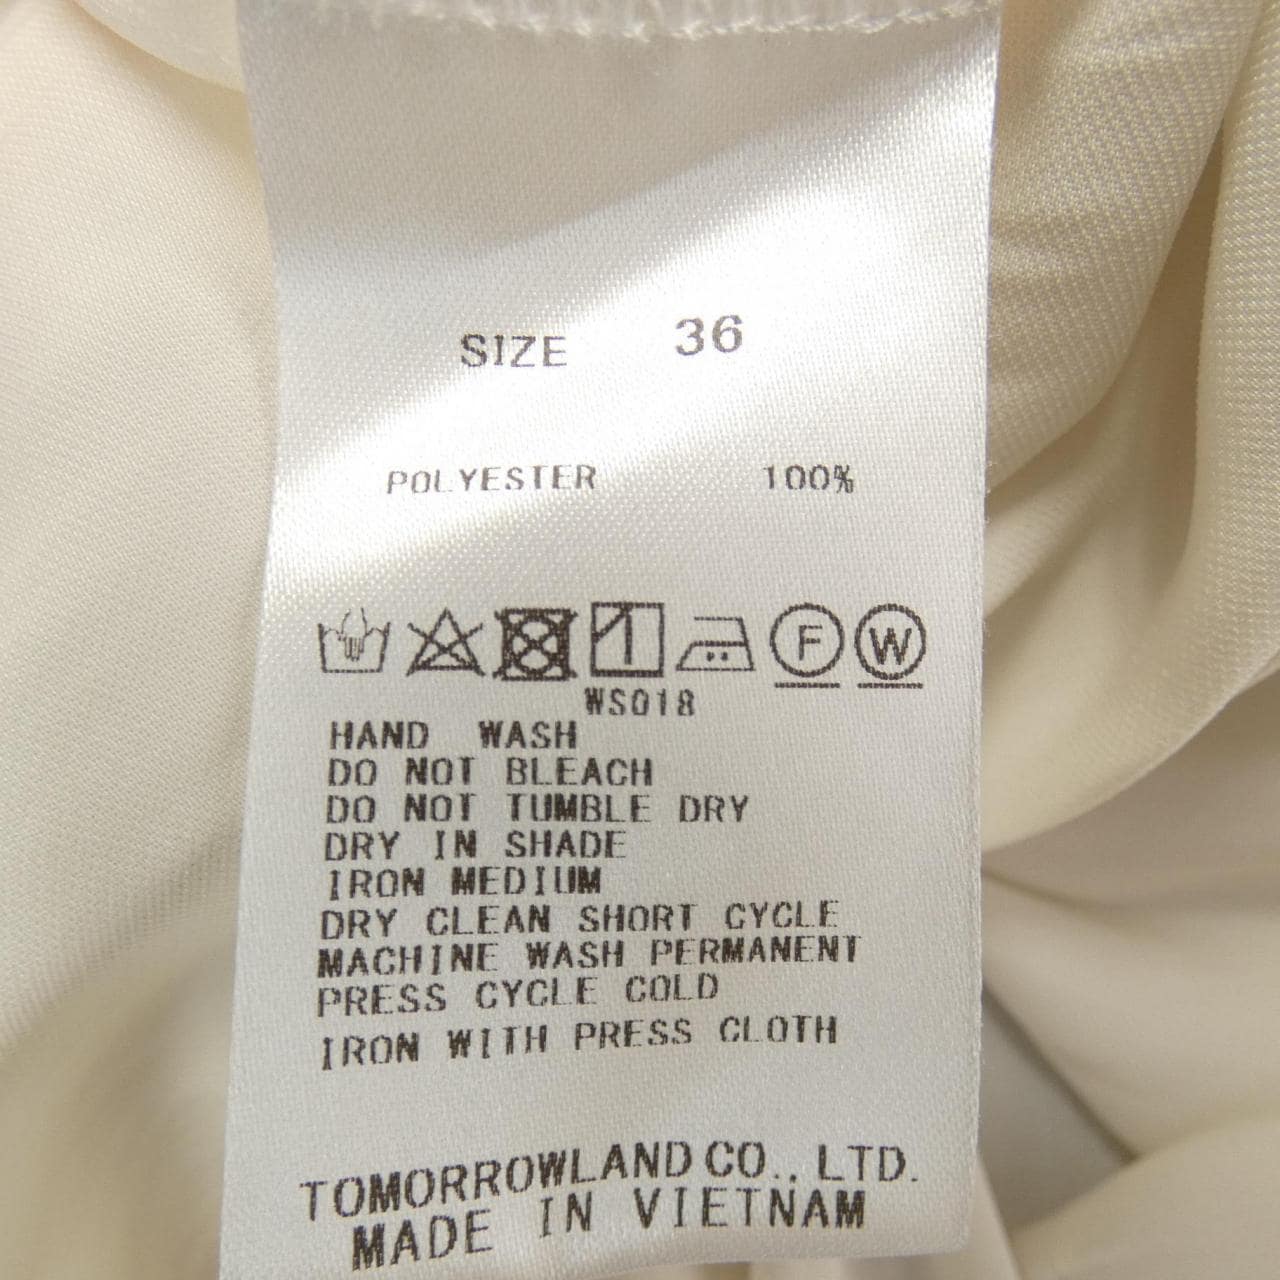 SIZE 36
POLYESTER 100%
F W
WS018
HAND WASH
DO NOT BLEACH
DO NOT TUMBLE DRY
DRY IN SHADE
IRON MEDIUM
DRY CLEAN SHORT CYCLE
MACHINE WASH PERMANENT
PRESS CYCLE COLD
IRON WITH PRESS CLOTH
TOMORROWLAND CO., LTD.
MADE IN VIETNAM